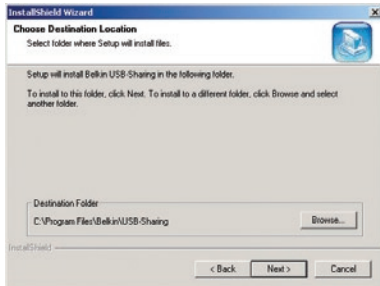 InstallShield Wizard
Choose Destination Location
Select folder where Setup will install files.
Setup will install Belkin USB-Sharing in the following folder.
To install to this folder, click Next. To install to a different folder, click Browse and select
another folder.
Destination Folder
C:\Program Files\Belkin\USB-Sharing
Browse...
InstallShield
< Back
Next >
Cancel